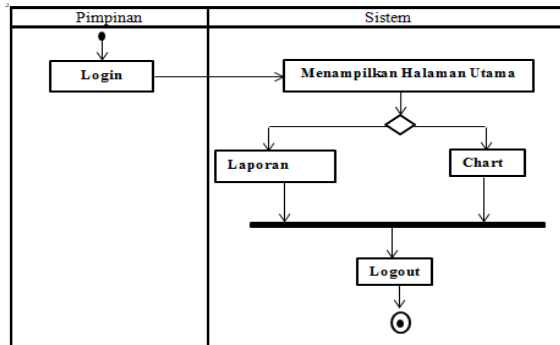 Pimpinan
Sistem
Login
Menampilkan Halaman Utama
Laporan
Chart
Logout